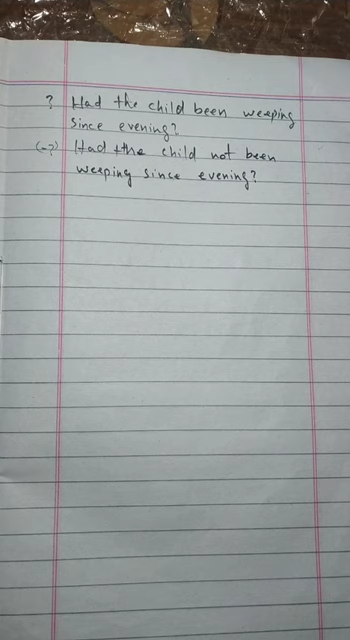 ? Had the child been weeping
since evening?
(-?) Had the child not been
weeping since evening?